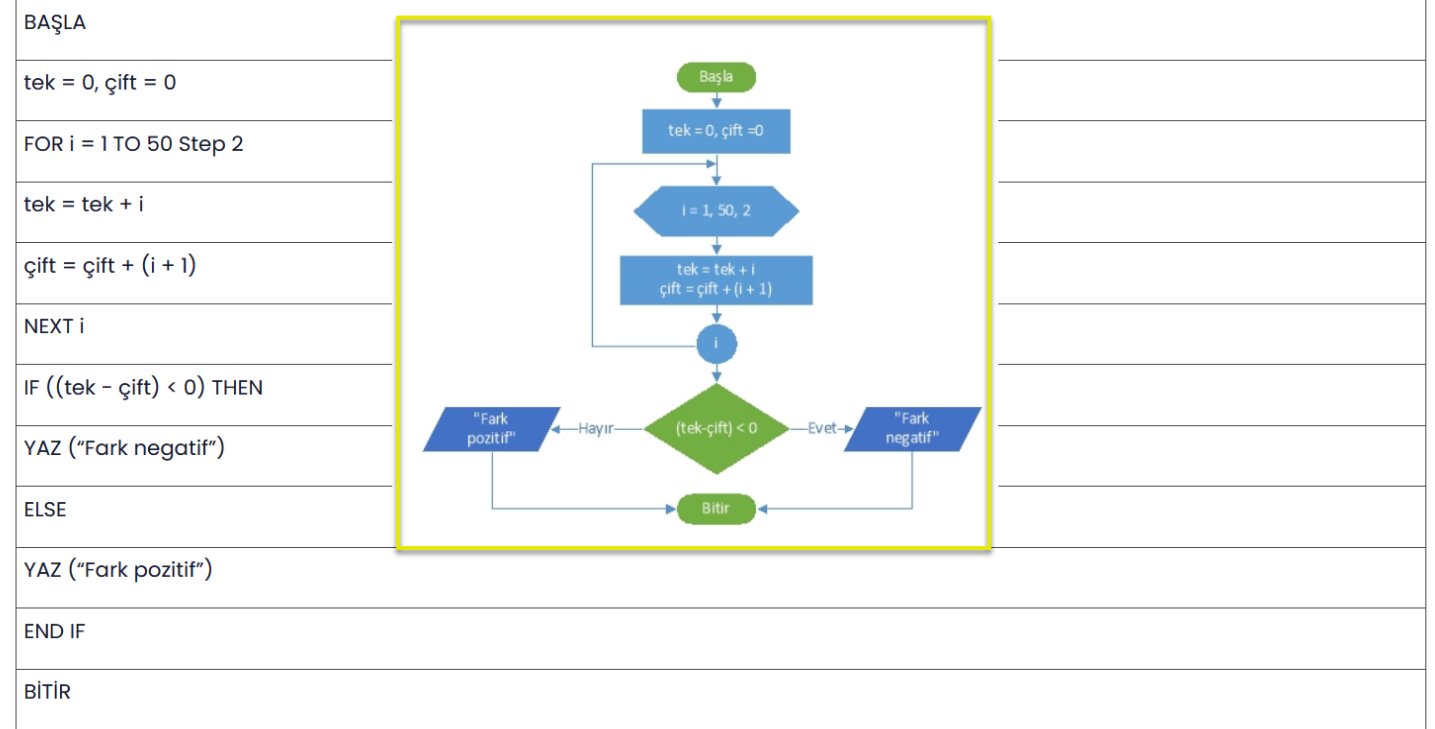 BAŞLA
tek = 0, çift = 0
FOR i = 1 TO 50 Step 2
tek = tek + i
çift = çift + (i + 1)
NEXT i
IF ((tek - çift) < 0) THEN
YAZ (“Fark negatif”)
ELSE
YAZ (“Fark pozitif”)
END IF
BİTİR
Başla
tek = 0, çift =0
i = 1, 50, 2
tek = tek + i
çift = çift + (i + 1)
i
(tek-çift) < 0
Hayır
"Fark
pozitif"
Evet
"Fark
negatif"
Bitir